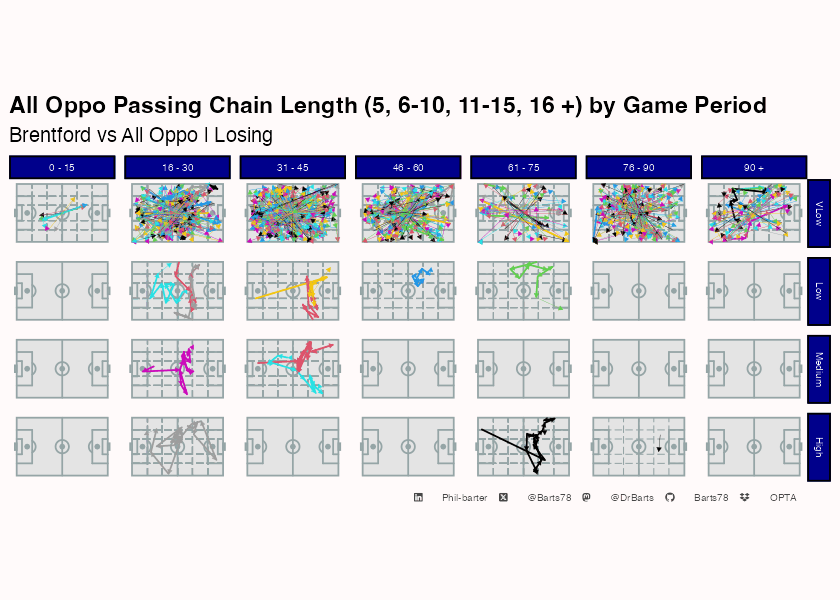 All Oppo Passing Chain Length (5, 6-10, 11-15, 16 +) by Game Period
Brentford vs All Oppo | Losing
0 - 15 16 - 30 31 - 45 46 - 60 61 - 75 76 - 90 90 +
V.Low
Low
Medium
High
Phil-barter @Barts78 @DrBarts Barts78 OPTA